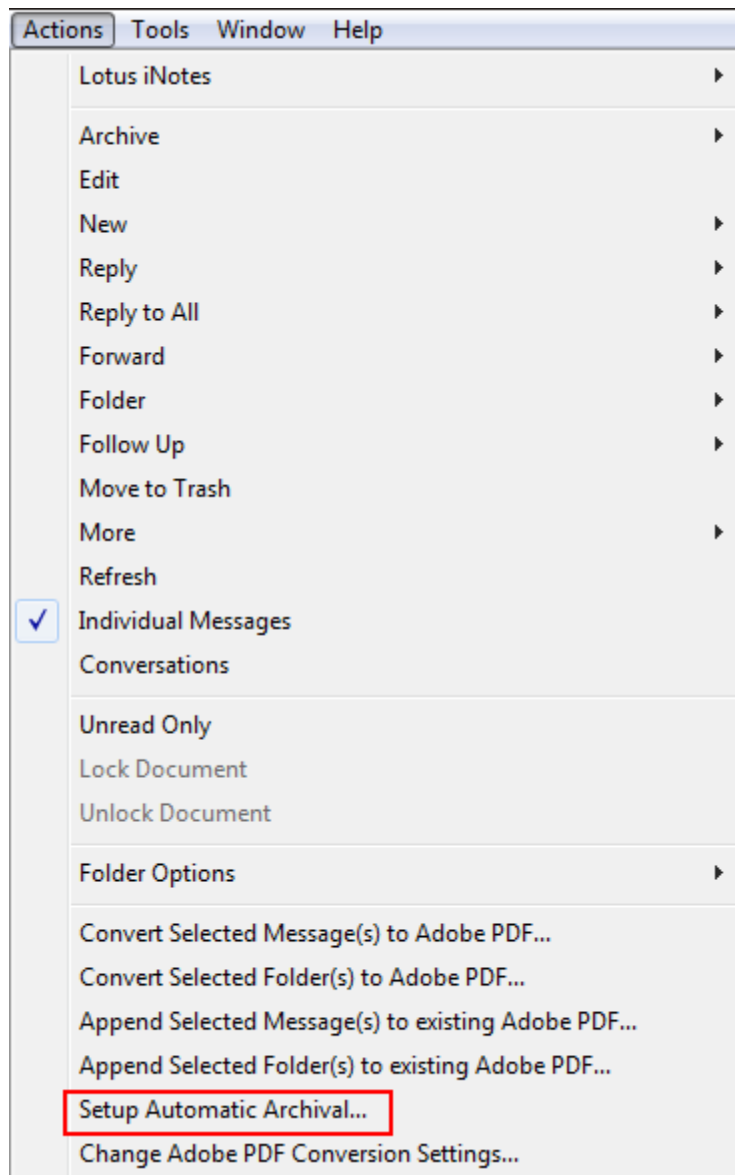 Actions Tools Window Help
Lotus iNotes
Archive
Edit
New
Reply
Reply to All
Forward
Folder
Follow Up
Move to Trash
More
Refresh
Individual Messages
Conversations
Unread Only
Lock Document
Unlock Document
Folder Options
Convert Selected Message(s) to Adobe PDF...
Convert Selected Folder(s) to Adobe PDF...
Append Selected Message(s) to existing Adobe PDF...
Append Selected Folder(s) to existing Adobe PDF...
Setup Automatic Archival...
Change Adobe PDF Conversion Settings...